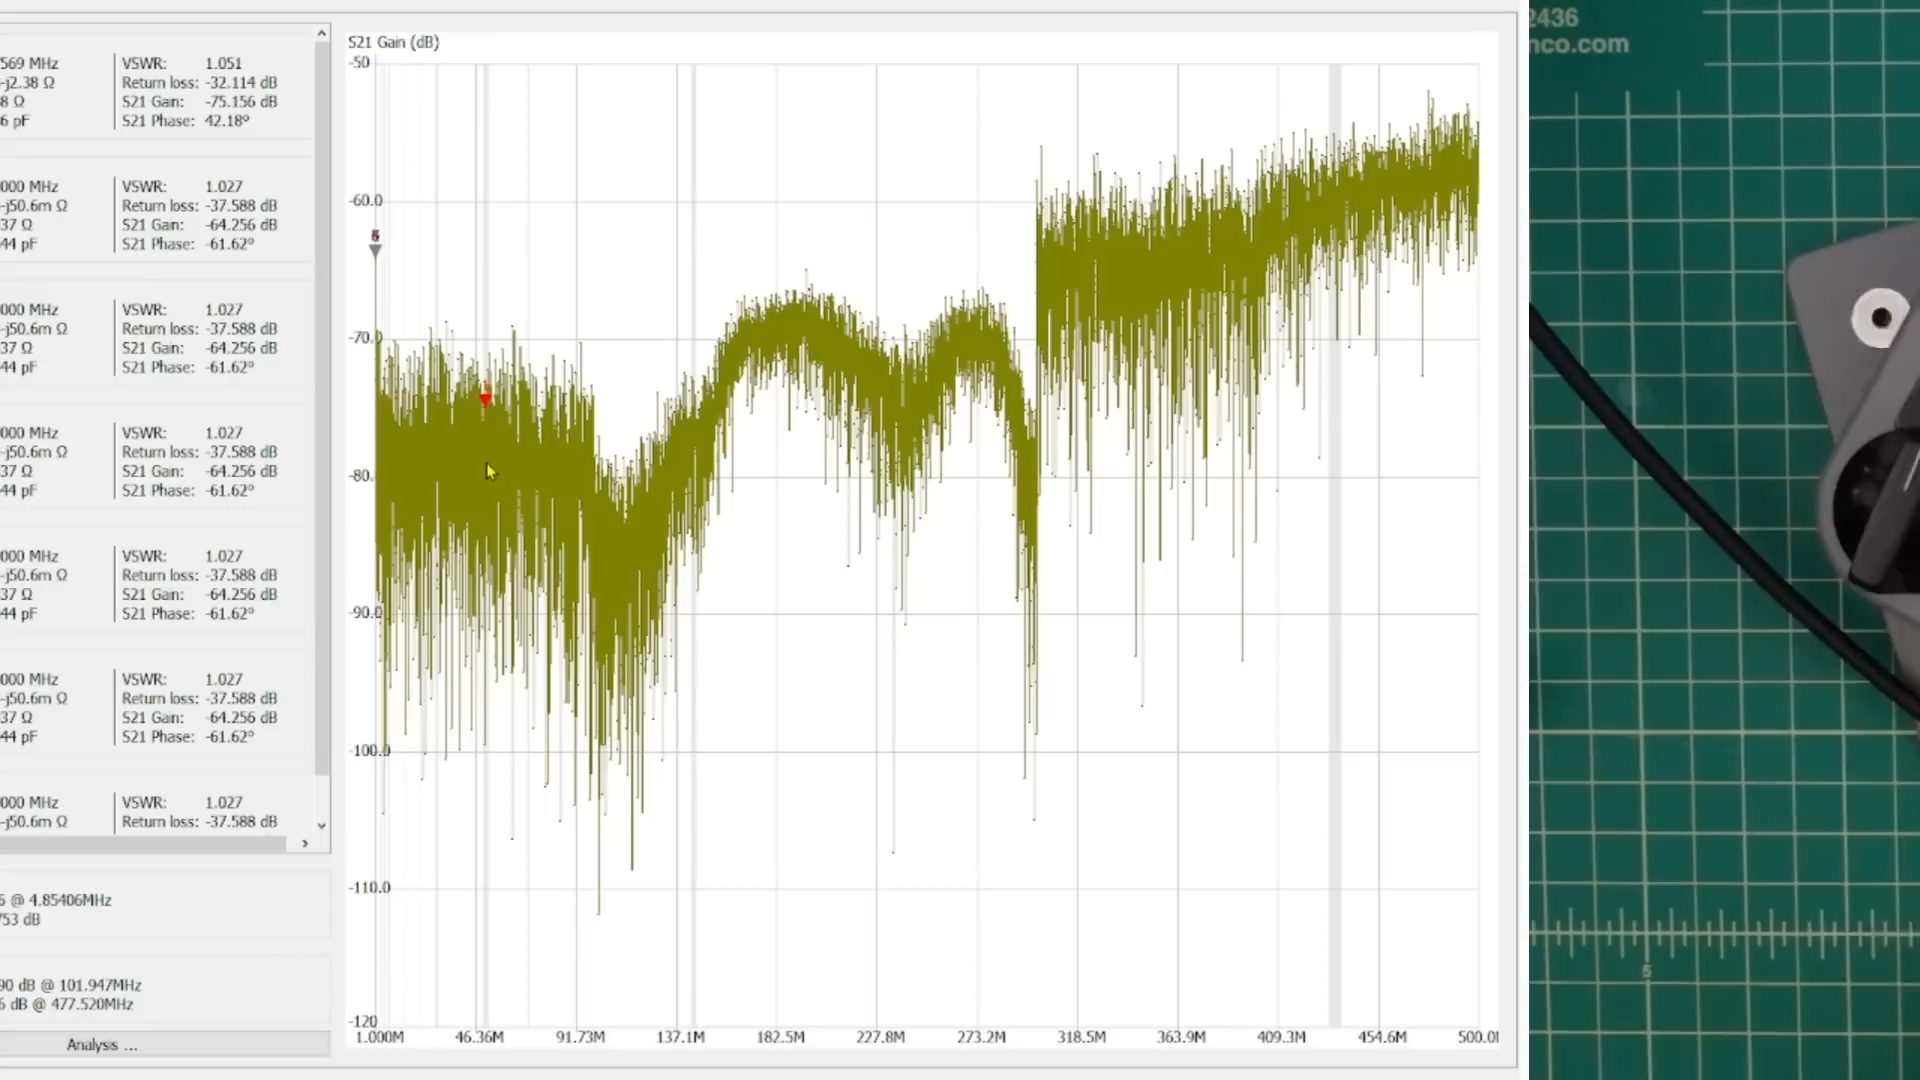 569 MHz VSWR: 1.051
-j2.38 Ω Return loss: -32.114 dB
8 Ω S21 Gain: -75.156 dB
6 pF S21 Phase: 42.18°
000 MHz VSWR: 1.027
-j50.6m Ω Return loss: -37.588 dB
37 Ω S21 Gain: -64.256 dB
44 pF S21 Phase: -61.62°
000 MHz VSWR: 1.027
-j50.6m Ω Return loss: -37.588 dB
37 Ω S21 Gain: -64.256 dB
44 pF S21 Phase: -61.62°
000 MHz VSWR: 1.027
-j50.6m Ω Return loss: -37.588 dB
37 Ω S21 Gain: -64.256 dB
44 pF S21 Phase: -61.62°
000 MHz VSWR: 1.027
-j50.6m Ω Return loss: -37.588 dB
37 Ω S21 Gain: -64.256 dB
44 pF S21 Phase: -61.62°
000 MHz VSWR: 1.027
-j50.6m Ω Return loss: -37.588 dB
37 Ω S21 Gain: -64.256 dB
44 pF S21 Phase: -61.62°
000 MHz VSWR: 1.027
-j50.6m Ω Return loss: -37.588 dB
6 @ 4.85406MHz
753 dB
90 dB @ 101.947MHz
6 dB @ 477.520MHz
Analysis ...
S21 Gain (dB)
-50
-60.0
-70.0
-80.
-90.0
-100.0
-110.0
-120
1.000M 46.36M 91.73M 137.1M 182.5M 227.8M 273.2M 318.5M 363.9M 409.3M 454.6M 500.0
2436
nco.com
5